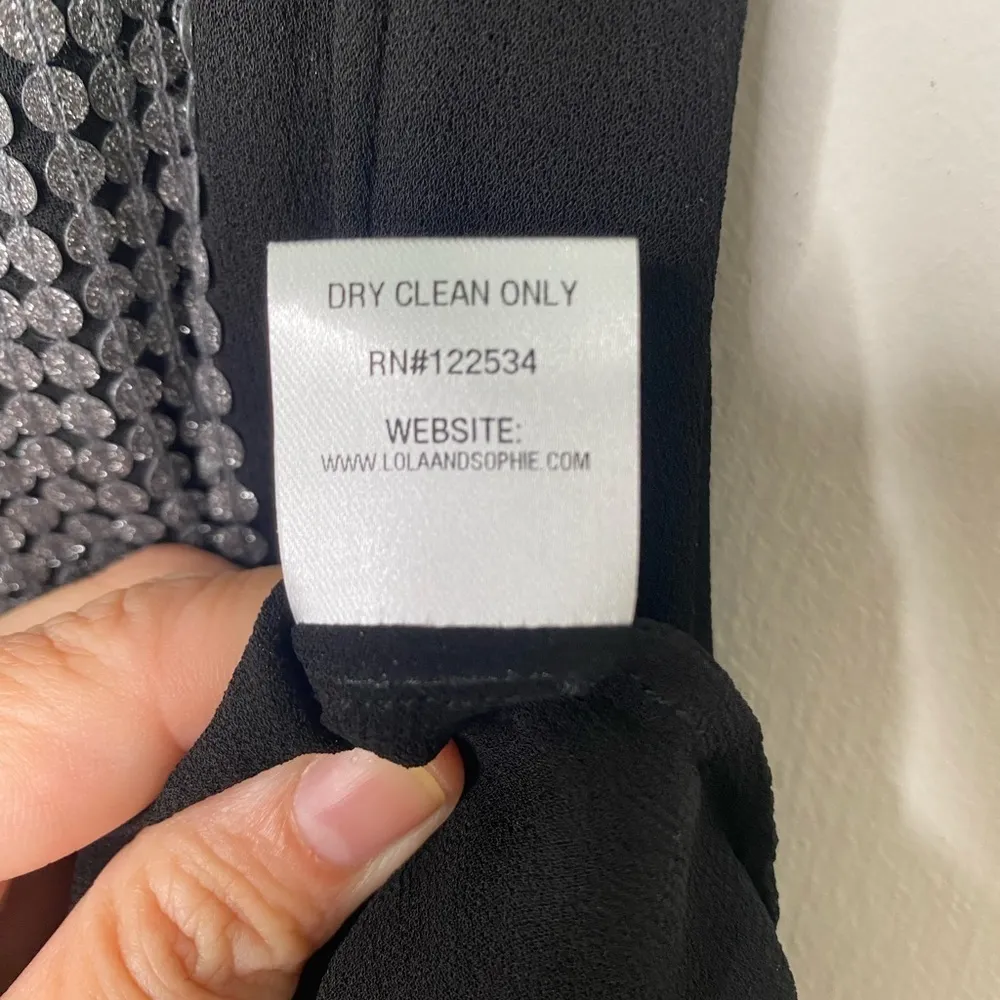 DRY CLEAN ONLY
RN#122534
WEBSITE:
WWW.LOLAANDSOPHIE.COM